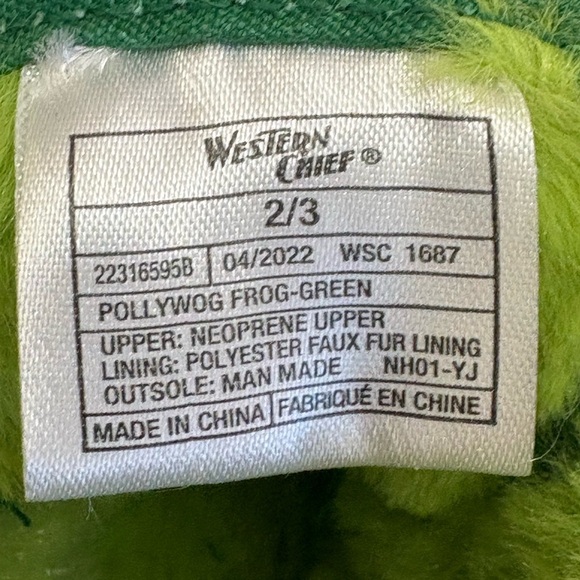 WESTERN
CHIEF®
2/3
22316595B 04/2022 WSC 1687
POLLYWOG FROG-GREEN
UPPER: NEOPRENE UPPER
LINING: POLYESTER FAUX FUR LINING
OUTSOLE: MAN MADE NH01-YJ
MADE IN CHINA FABRIQUÉ EN CHINE